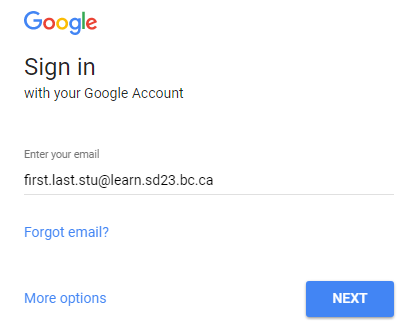 Google
Sign in
with your Google Account
Enter your email
first.last.stu@learn.sd23.bc.ca
Forgot email?
More options
NEXT